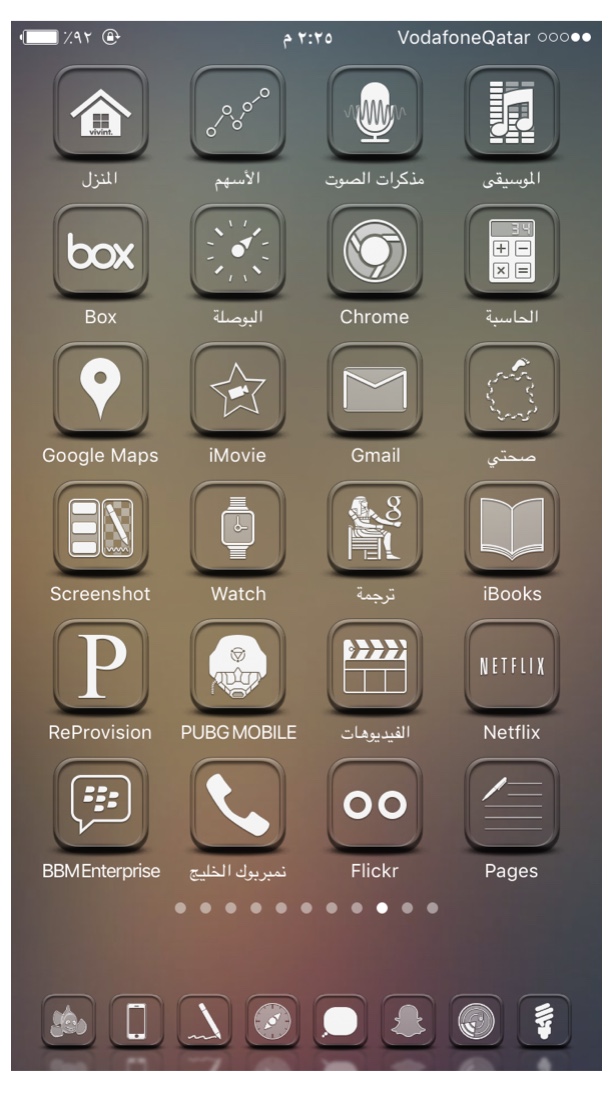 ٪٩٢ ٢:٢٥ م VodafoneQatar
vivint. 34
الموسيقى مذكرات الصوت الأسهم المنزل
box
الحاسبة Chrome البوصلة Box
صحتي Gmail iMovie Google Maps
g
iBooks ترجمة Watch Screenshot
P NETFLIX
Netflix الفيديوهات PUBG MOBILE ReProvision
Pages Flickr نمبربوك الخليج BBM Enterprise